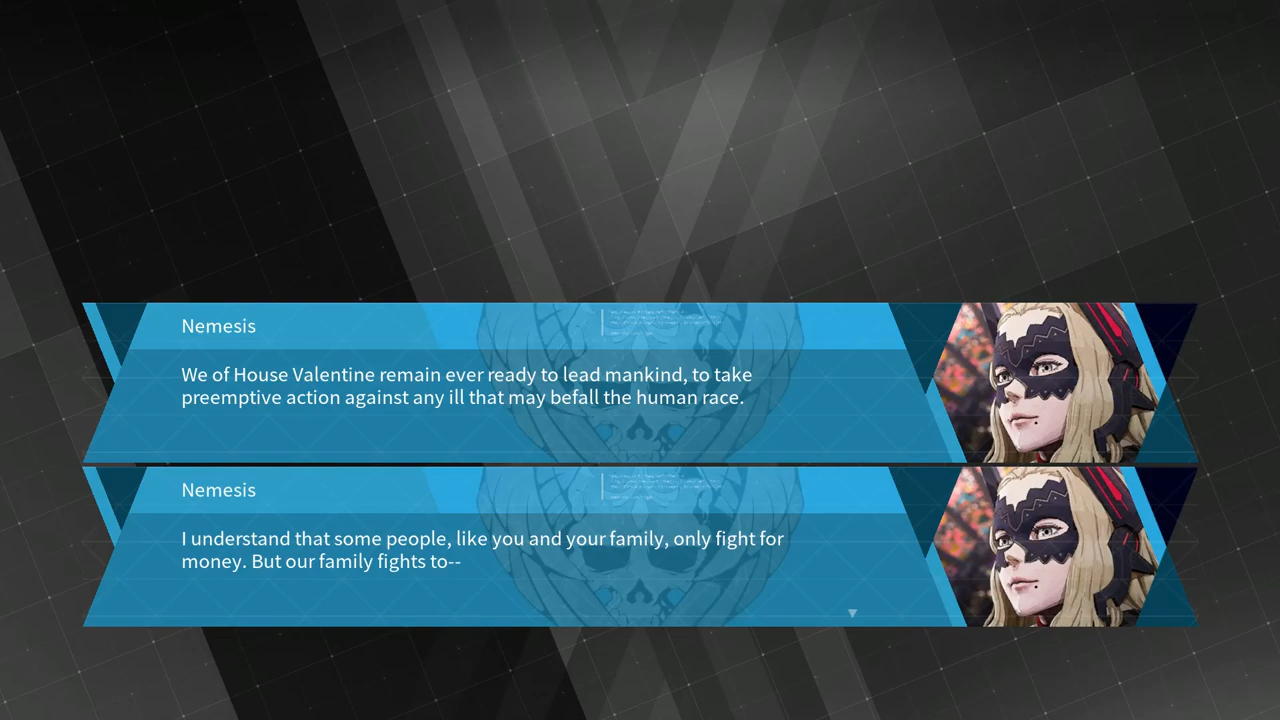 Nemesis
We of House Valentine remain ever ready to lead mankind, to take
preemptive action against any ill that may befall the human race.
Nemesis
I understand that some people, like you and your family, only fight for
money. But our family fights to--